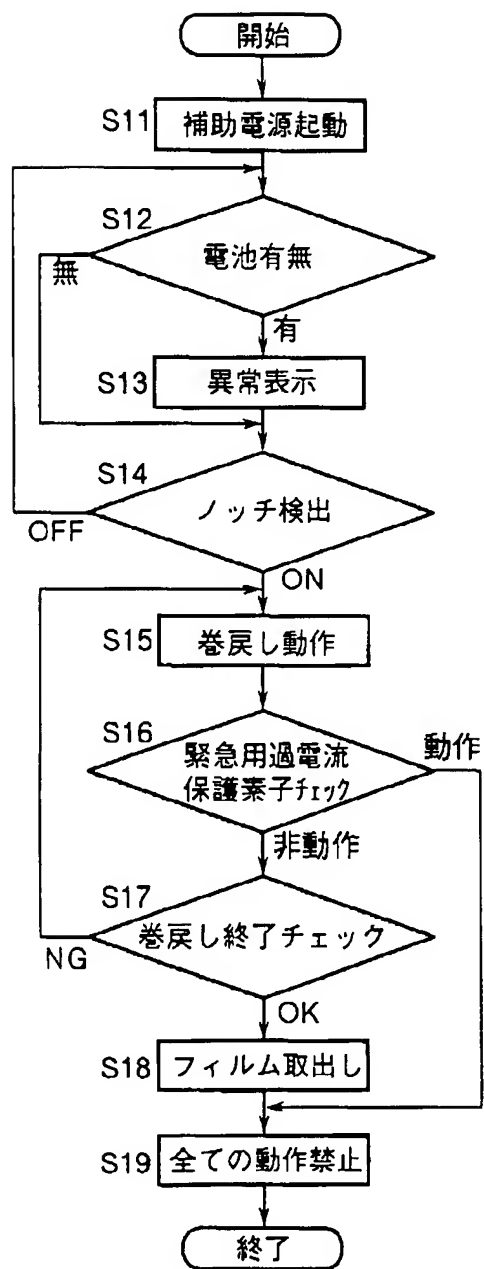 開始
S11
補助電源起動
S12
電池有無
無
有
S13
異常表示
S14
ノッチ検出
OFF
ON
S15
巻戻し動作
S16
緊急用過電流
保護素子チェック
動作
非動作
S17
巻戻し終了チェック
NG
OK
S18
フィルム取出し
S19
全ての動作禁止
終了